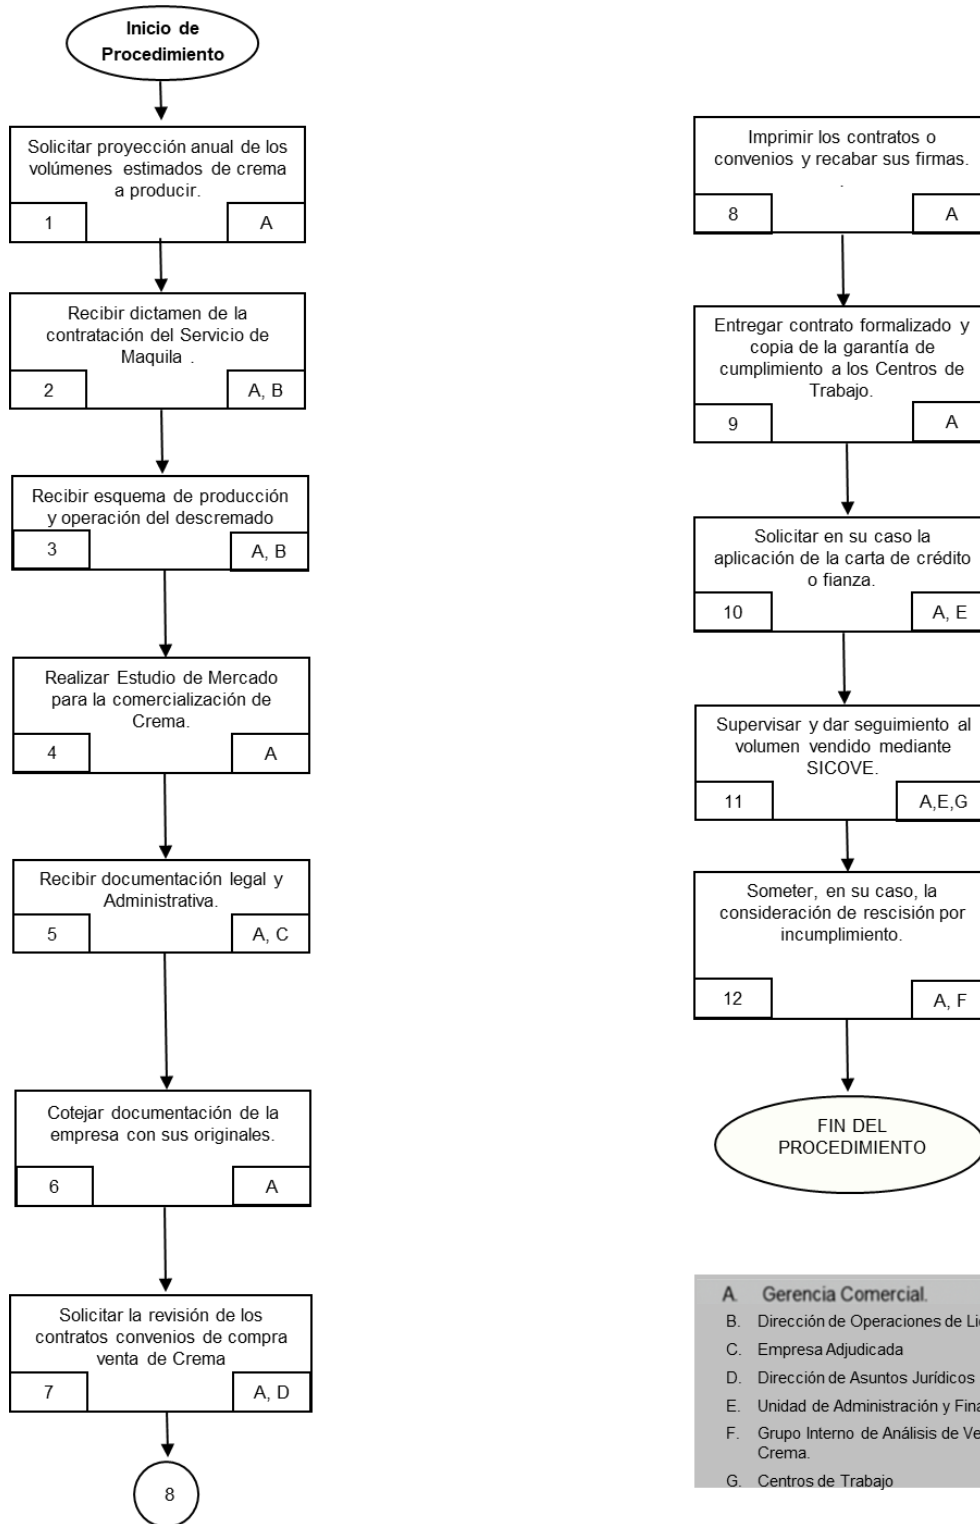 Inicio de
Procedimiento
Solicitar proyección anual de los
volúmenes estimados de crema
a producir.
1
A
Recibir dictamen de la
contratación del Servicio de
Maquila .
2
A, B
Recibir esquema de producción
y operación del descremado
3
A, B
Realizar Estudio de Mercado
para la comercialización de
Crema.
4
A
Recibir documentación legal y
Administrativa.
5
A, C
Cotejar documentación de la
empresa con sus originales.
6
A
Solicitar la revisión de los
contratos convenios de compra
venta de Crema
7
A, D
8
Imprimir los contratos o
convenios y recabar sus firmas.
.
8
A
Entregar contrato formalizado y
copia de la garantía de
cumplimiento a los Centros de
Trabajo.
9
A
Solicitar en su caso la
aplicación de la carta de crédito
o fianza.
10
A, E
Supervisar y dar seguimiento al
volumen vendido mediante
SICOVE.
11
A,E,G
Someter, en su caso, la
consideración de rescisión por
incumplimiento.
12
A, F
FIN DEL
PROCEDIMIENTO
A. Gerencia Comercial.
B. Dirección de Operaciones de
C. Empresa Adjudicada
D. Dirección de Asuntos Jurídicos
E. Unidad de Administración y
F. Grupo Interno de Análisis de
Crema.
G. Centros de Trabajo